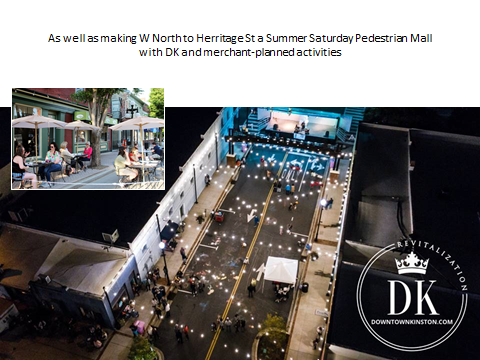 As well as making W North to Herritage St a Summer Saturday Pedestrian Mall
with DK and merchant-planned activities
REVITALIZATION
DK
DOWNTOWNKINSTON.COM